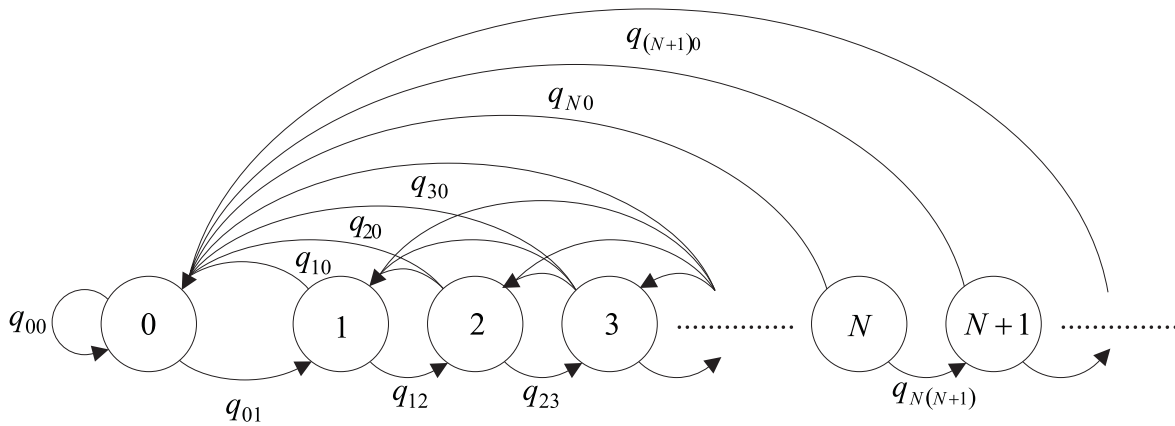 q(N+1)0
qN0
q30
q20
q10
q00
0 1 2 3 ............ N N+1 ............
q01
q12
q23
qN(N+1)